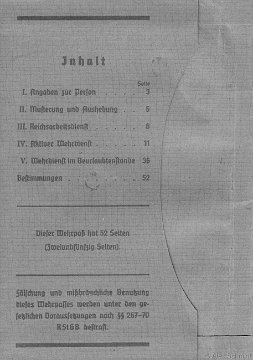 Inhalt
Seite
I. Angaben zur Person . . . . 3
II. Musterung und Aushebung . . . 5
III. Reichsarbeitsdienst . . . . 8
IV. Aktiver Wehrdienst . . . . 11
V. Wehrdienst im Beurlaubtenstande 36
Bestimmungen . . . . . . 52
Dieser Wehrpaß hat 52 Seiten
(Zweiundfünfzig Seiten).
Fälschung und mißbräuchliche Benutzung
dieses Wehrpasses werden unter den ge-
setzlichen Voraussetzungen nach §§ 267-70
RStGB bestraft.